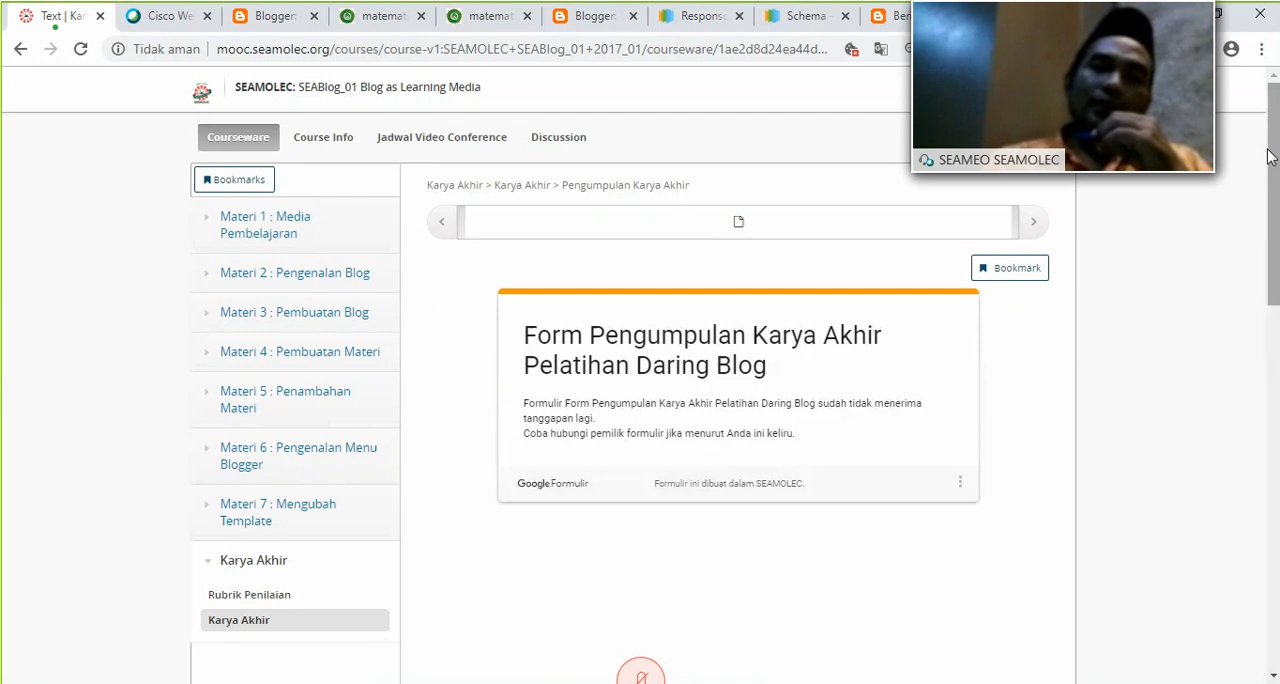 Text | Ka
Cisco We
Blogger:
matemat
matemat
Blogger:
Respons
Schema -
Ber
Tidak aman
mooc.seamolec.org/courses/course-v1:SEAMOLEC+SEABlog_01+2017_01/courseware/1ae2d8d24ea44d...
SEAMOLEC: SEABlog_01 Blog as Learning Media
SEAMEO SEAMOLEC
Courseware
Course Info
Jadwal Video Conference
Discussion
Bookmarks
Materi 1 : Media
Pembelajaran
Materi 2 : Pengenalan Blog
Materi 3 : Pembuatan Blog
Materi 4 : Pembuatan Materi
Materi 5 : Penambahan
Materi
Materi 6 : Pengenalan Menu
Blogger
Materi 7 : Mengubah
Template
Karya Akhir
Rubrik Penilaian
Karya Akhir
Karya Akhir > Karya Akhir > Pengumpulan Karya Akhir
Bookmark
Form Pengumpulan Karya Akhir
Pelatihan Daring Blog
Formulir Form Pengumpulan Karya Akhir Pelatihan Daring Blog sudah tidak menerima
tanggapan lagi.
Coba hubungi pemilik formulir jika menurut Anda ini keliru.
Google Formulir
Formulir ini dibuat dalam SEAMOLEC.